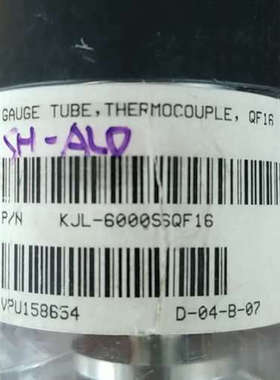 GAUGE TUBE, THERMOCOUPLE, QF16
SH-ALD
P/N KJL-6000SSQF16
VPU158654 D-04-B-07